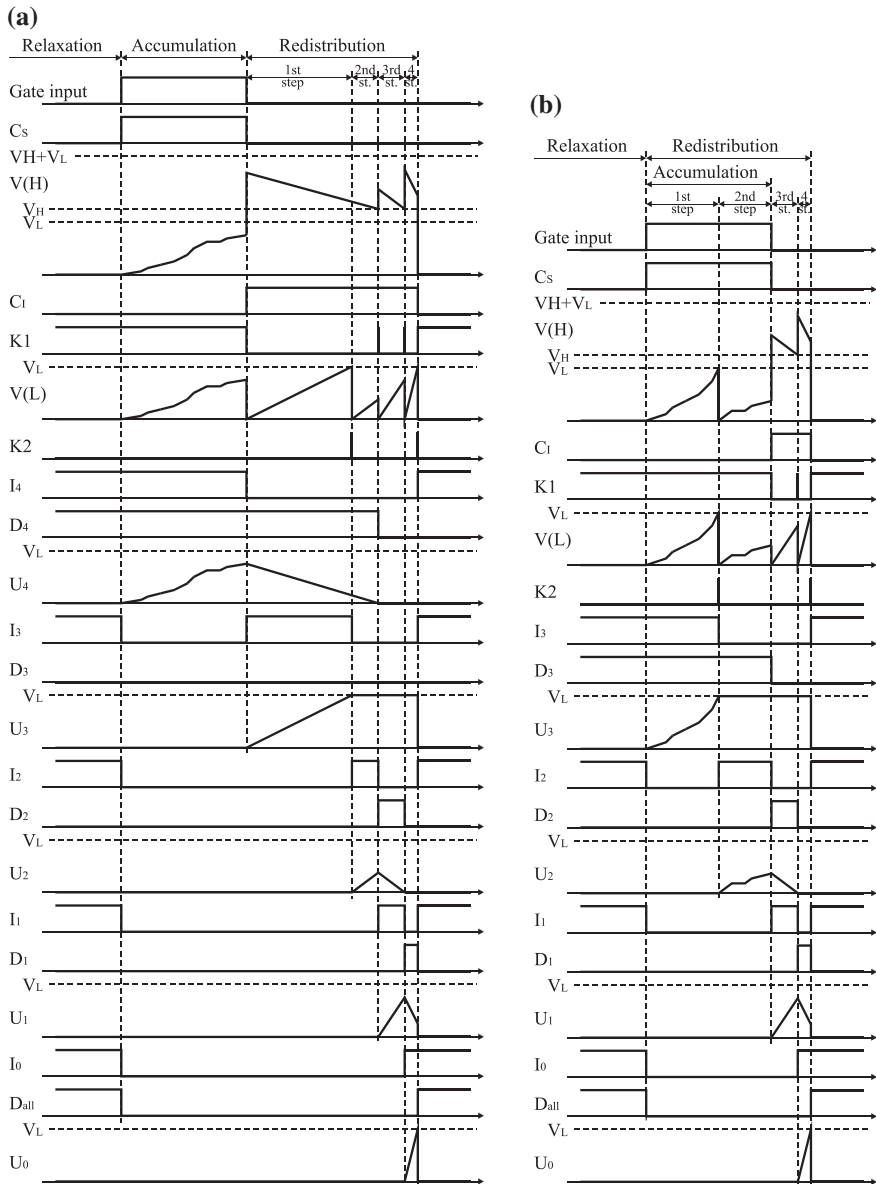 (a)
Relaxation Accumulation Redistribution
1st step 2nd st. 3rd st. 4 st.
Gate input
CS
VH+VL
V(H)
VH
VL
CI
K1
VL
V(L)
K2
I4
D4
VL
U4
I3
D3
VL
U3
I2
D2
VL
U2
I1
D1
VL
U1
I0
Dall
VL
U0
(b)
Relaxation Redistribution
Accumulation
1st step 2nd step 3rd st. 4 st.
Gate input
CS
VH+VL
V(H)
VH
VL
CI
K1
VL
V(L)
K2
I3
D3
VL
U3
I2
D2
VL
U2
I1
D1
VL
U1
I0
Dall
VL
U0